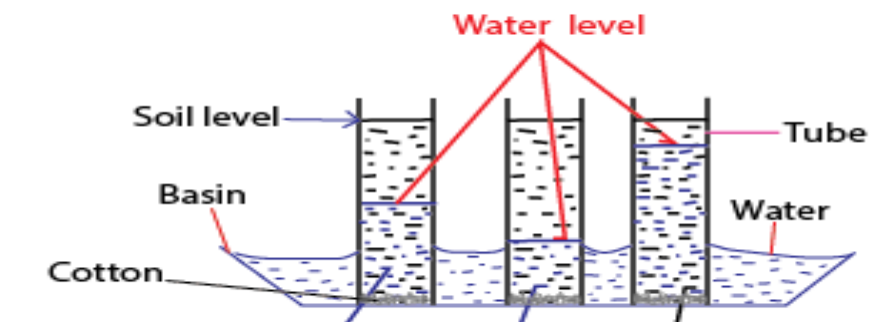 Water level
Soil level
Tube
Basin
Water
Cotton